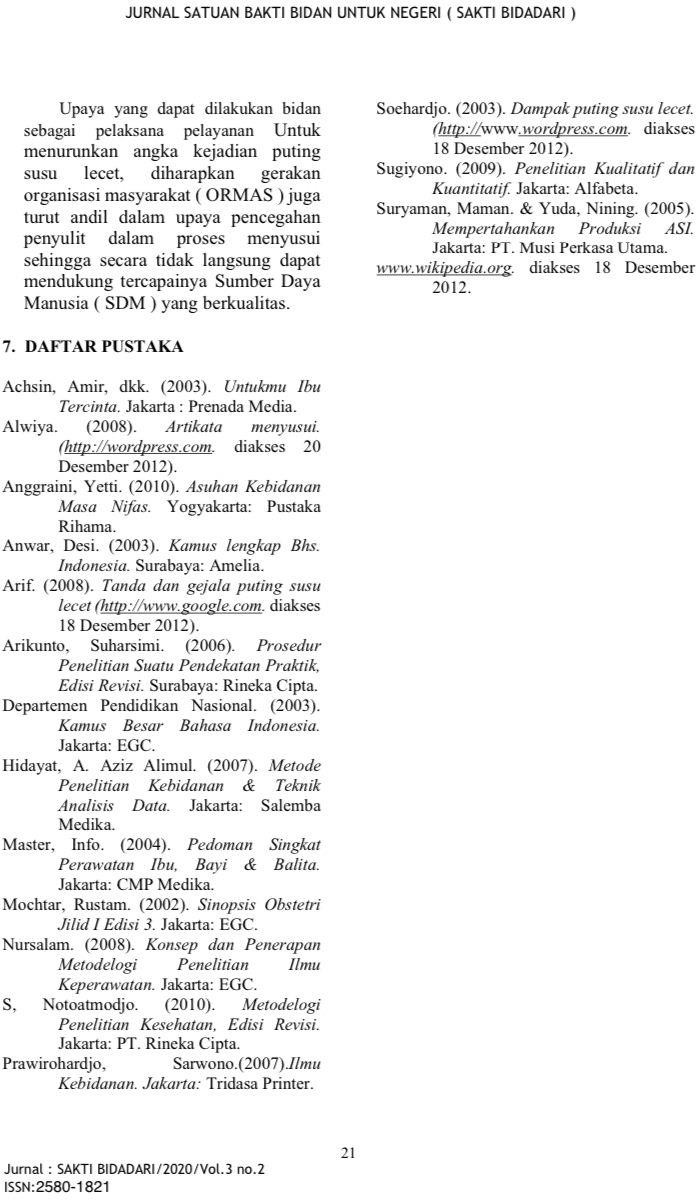 JURNAL SATUAN BAKTI BIDAN UNTUK NEGERI ( SAKTI BIDADARI )
Upaya yang dapat dilakukan bidan
sebagai pelaksana pelayanan Untuk
menurunkan angka kejadian puting
susu lecet, diharapkan gerakan
organisasi masyarakat ( ORMAS ) juga
turut andil dalam upaya pencegahan
penyulit dalam proses menyusui
sehingga secara tidak langsung dapat
mendukung tercapainya Sumber Daya
Manusia ( SDM ) yang berkualitas.
7. DAFTAR PUSTAKA
Achsin, Amir, dkk. (2003). Untukmu Ibu
Tercinta. Jakarta : Prenada Media.
Alwiya. (2008). Artikata menyusui.
(http://wordpress.com. diakses 20
Desember 2012).
Anggraini, Yetti. (2010). Asuhan Kebidanan
Masa Nifas. Yogyakarta: Pustaka
Rihama.
Anwar, Desi. (2003). Kamus lengkap Bhs.
Indonesia. Surabaya: Amelia.
Arif. (2008). Tanda dan gejala puting susu
lecet (http://www.google.com. diakses
18 Desember 2012).
Arikunto, Suharsimi. (2006). Prosedur
Penelitian Suatu Pendekatan Praktik,
Edisi Revisi. Surabaya: Rineka Cipta.
Departemen Pendidikan Nasional. (2003).
Kamus Besar Bahasa Indonesia.
Jakarta: EGC.
Hidayat, A. Aziz Alimul. (2007). Metode
Penelitian Kebidanan & Teknik
Analisis Data. Jakarta: Salemba
Medika.
Master, Info. (2004). Pedoman Singkat
Perawatan Ibu, Bayi & Balita.
Jakarta: CMP Medika.
Mochtar, Rustam. (2002). Sinopsis Obstetri
Jilid I Edisi 3. Jakarta: EGC.
Nursalam. (2008). Konsep dan Penerapan
Metodelogi Penelitian Ilmu
Keperawatan. Jakarta: EGC.
S, Notoatmodjo. (2010). Metodelogi
Penelitian Kesehatan, Edisi Revisi.
Jakarta: PT. Rineka Cipta.
Prawirohardjo, Sarwono.(2007).Ilmu
Kebidanan. Jakarta: Tridasa Printer.
Soehardjo. (2003). Dampak puting susu lecet.
(http://www.wordpress.com. diakses
18 Desember 2012).
Sugiyono. (2009). Penelitian Kualitatif dan
Kuantitatif. Jakarta: Alfabeta.
Suryaman, Maman. & Yuda, Nining. (2005).
Mempertahankan Produksi ASI.
Jakarta: PT. Musi Perkasa Utama.
www.wikipedia.org. diakses 18 Desember
2012.
21
Jurnal : SAKTI BIDADARI/2020/Vol.3 no.2
ISSN:2580-1821